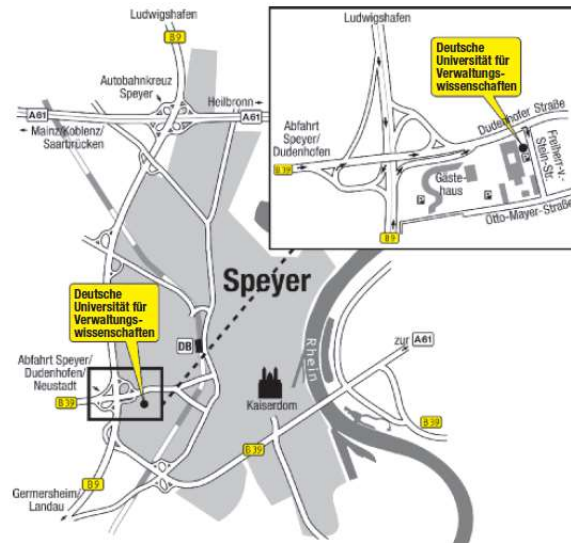 Ludwigshafen
B9
Autobahnkreuz
Speyer
Heilbronn
A61
A61
Mainz/Koblenz/
Saarbrücken
Ludwigshafen
Deutsche
Universität für
Verwaltungs-
wissenschaften
Dudenhofer Straße
Abfahrt
Speyer/
Dudenhofen
B39
Freiherr-v.-
Stein-Str.
Gäste-
haus
P
P
P
Otto-Mayer-Straße
B9
Speyer
Deutsche
Universität für
Verwaltungs-
wissenschaften
DB
Rhein
zur A61
Abfahrt Speyer/
Dudenhofen/
Neustadt
B39
Kaiserdom
B39
B39
B9
Germersheim/
Landau